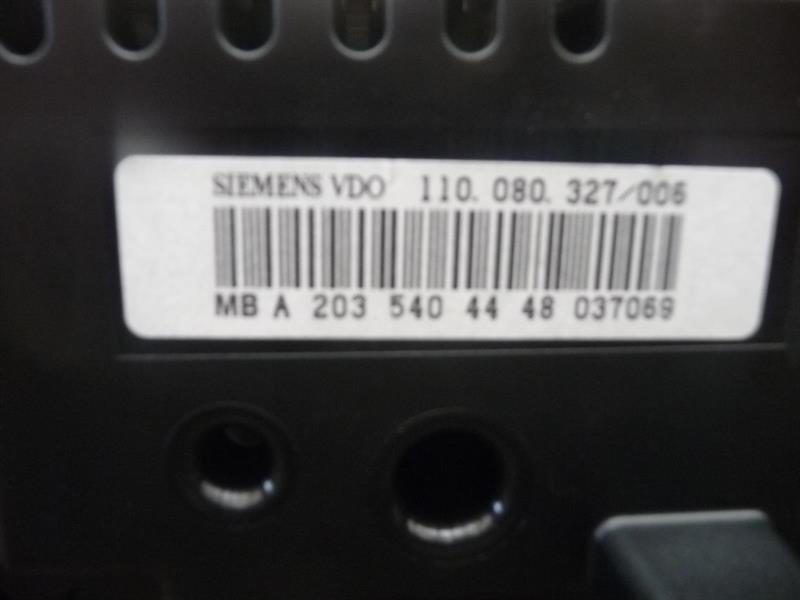 SIEMENS VDO 110. 080. 327/006
MB A 203 540 44 48 037069